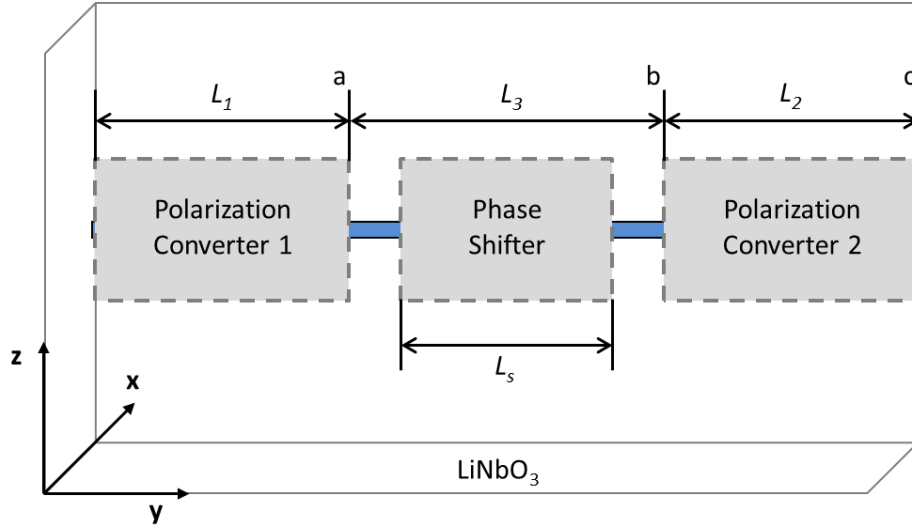 a
b
c
L1
L3
L2
Polarization
Converter 1
Phase
Shifter
Polarization
Converter 2
Ls
z
x
y
LiNbO3